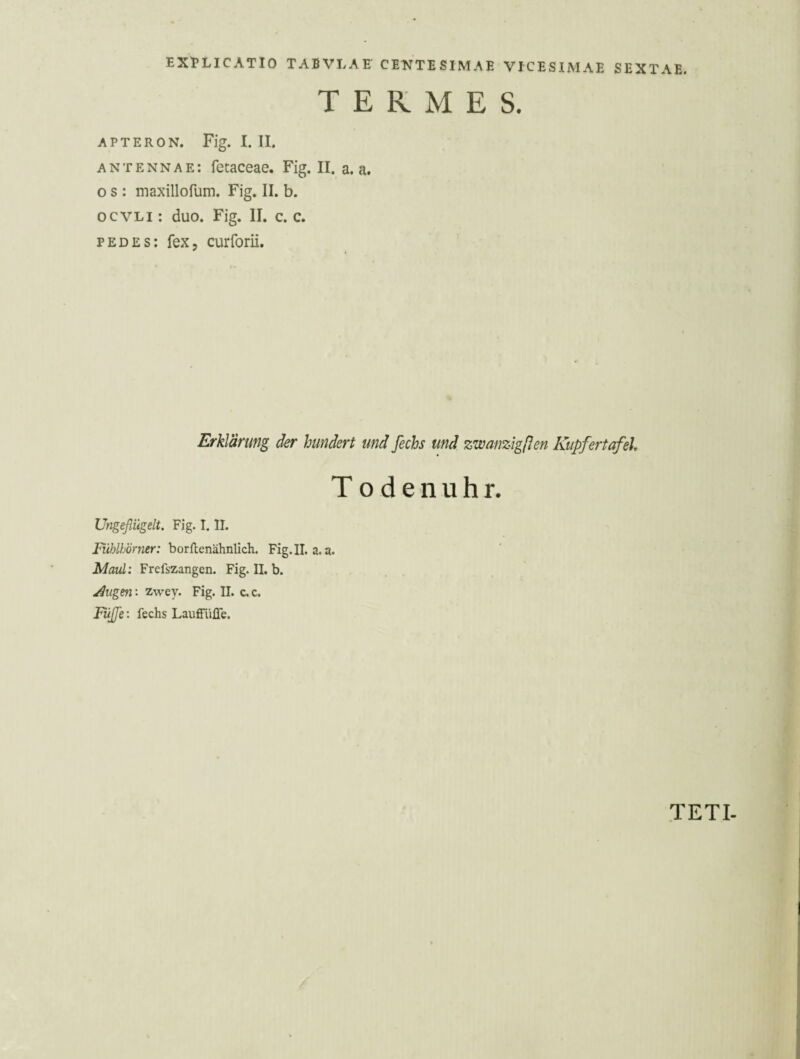 EXPLICATIO TABVLAE CENTESIMAE VICESIMAE SEXTAE.
TERMES.
APTERON. Fig. I. II.
ANTENNAE: ſetaceae. Fig. II. a. a.
OS: maxilloſum. Fig. II. b.
OCVLI: duo. Fig. II. c. c.
PEDES: ſex, curſorii.
Erklärung der hundert und ſechs und zwanzigſten Kupfertafel.
Todenuhr.
Ungeflügelt. Fig. I. II.
Fühlhörner: borſtenähnlich. Fig. II. a. a.
Maul: Freſszangen. Fig. II. b.
Augen: zwey. Fig. II. c. c.
Füſſe: ſechs Lauffüſſe.
TETI-